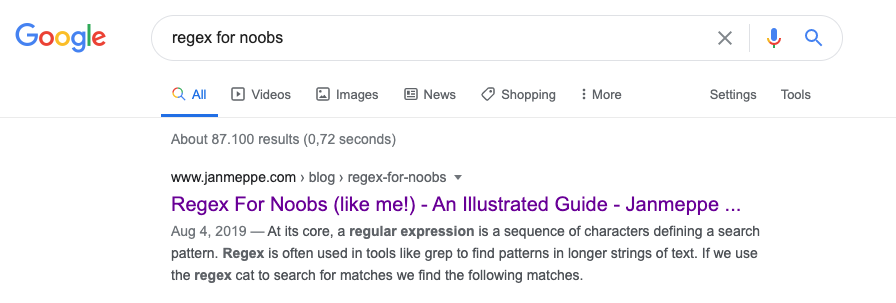 Google
regex for noobs
All Videos Images News Shopping More Settings Tools
About 87.100 results (0,72 seconds)
www.janmeppe.com › blog › regex-for-noobs
Regex For Noobs (like me!) - An Illustrated Guide - Janmeppe ...
Aug 4, 2019 — At its core, a regular expression is a sequence of characters defining a search
pattern. Regex is often used in tools like grep to find patterns in longer strings of text. If we use
the regex cat to search for matches we find the following matches.